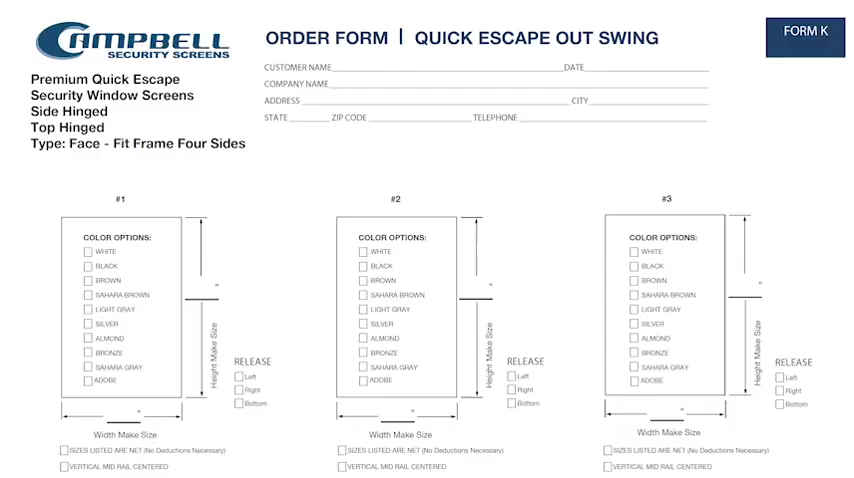 CAMPBELL
SECURITY SCREENS
ORDER FORM | QUICK ESCAPE OUT SWING
FORM K
Premium Quick Escape
Security Window Screens
Side Hinged
Top Hinged
Type: Face - Fit Frame Four Sides
CUSTOMER NAME DATE
COMPANY NAME
ADDRESS CITY
STATE ZIP CODE TELEPHONE
#1
COLOR OPTIONS:
WHITE
BLACK
BROWN
SAHARA BROWN
LIGHT GRAY
SILVER
ALMOND
BRONZE
SAHARA GRAY
ADOBE
"
Height Make Size
RELEASE
Left
Right
Bottom
"
Width Make Size
SIZES LISTED ARE NET (No Deductions Necessary)
VERTICAL MID RAIL CENTERED
#2
COLOR OPTIONS:
WHITE
BLACK
BROWN
SAHARA BROWN
LIGHT GRAY
SILVER
ALMOND
BRONZE
SAHARA GRAY
ADOBE
"
Height Make Size
RELEASE
Left
Right
Bottom
"
Width Make Size
SIZES LISTED ARE NET (No Deductions Necessary)
VERTICAL MID RAIL CENTERED
#3
COLOR OPTIONS:
WHITE
BLACK
BROWN
SAHARA BROWN
LIGHT GRAY
SILVER
ALMOND
BRONZE
SAHARA GRAY
ADOBE
"
Height Make Size
RELEASE
Left
Right
Bottom
"
Width Make Size
SIZES LISTED ARE NET (No Deductions Necessary)
VERTICAL MID RAIL CENTERED